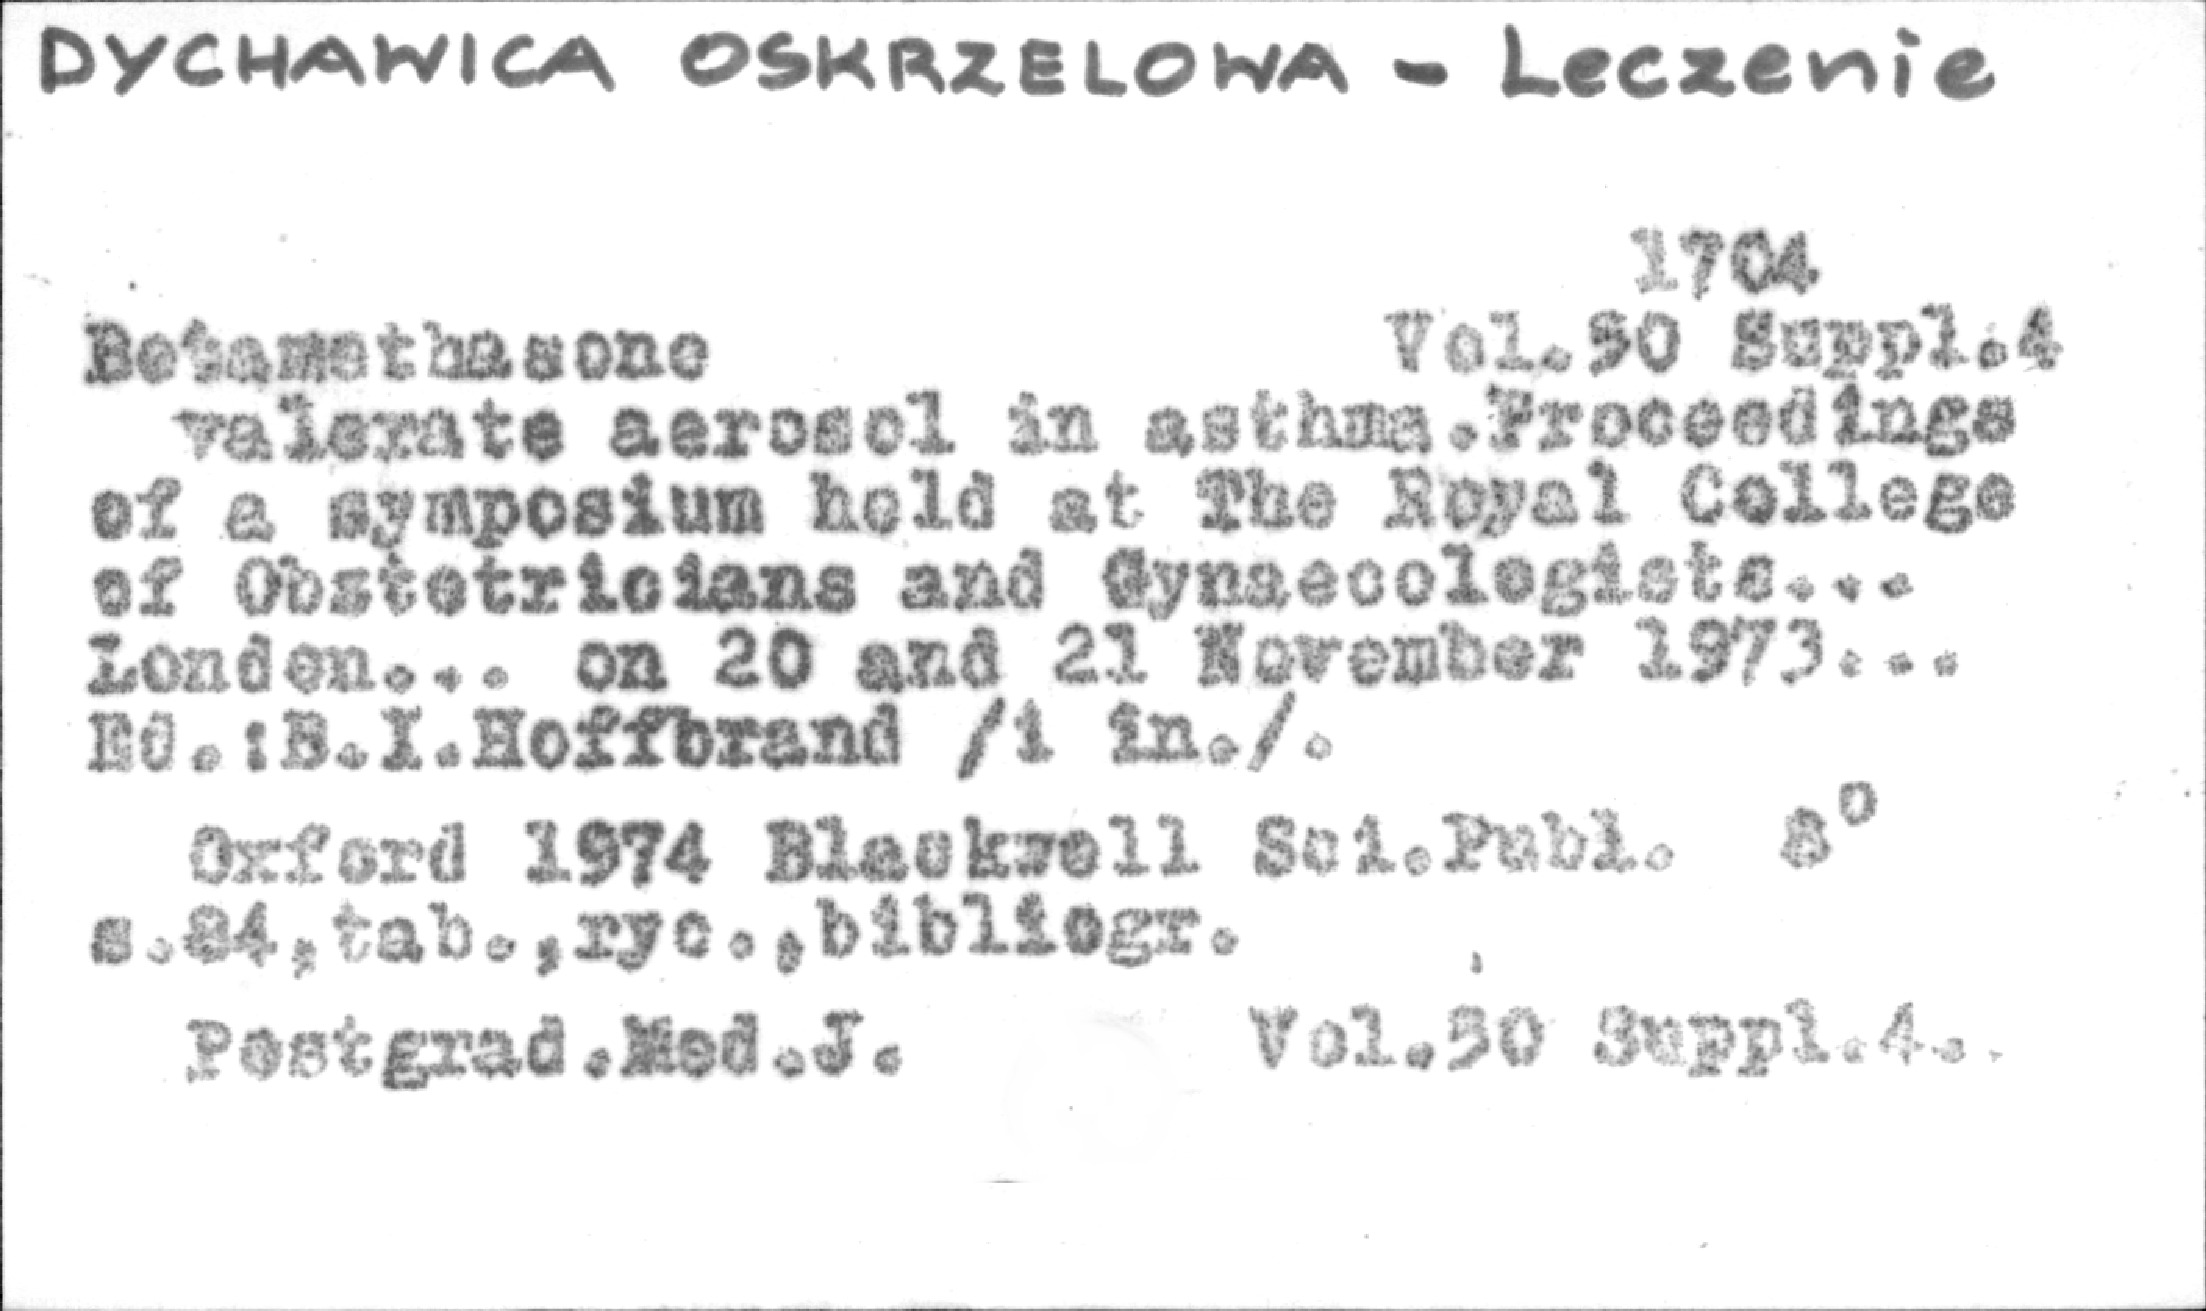 DYCHAWICA OSKRZELOWA - Leczenie
1704
Betamethasone Vol.50 Suppl.4
valerate aerosol in asthma.Proceedings
of a symposium held at The Royal College
of Obstetricians and Gynaecologists...
London... on 20 and 21 November 1973...
Ed.:B.I.Hoffbrand /i in./.
Oxford 1974 Blackwell Sci.Publ. 8°
s.84,tab.,ryc.,bibliogr.
Postgrad.Med.J. Vol.50 Suppl.4.